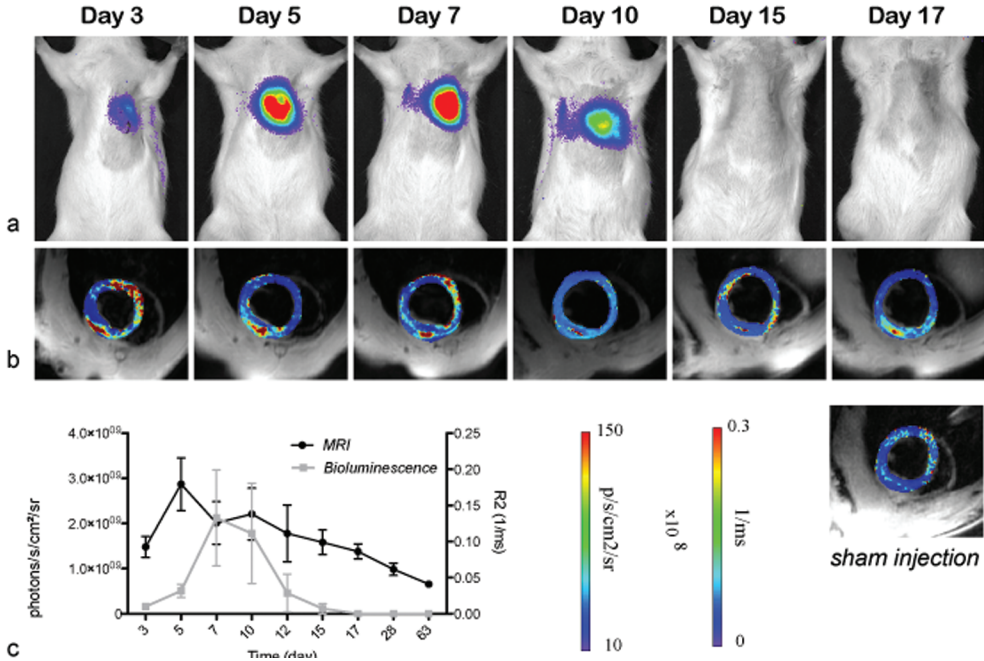 Day 3 Day 5 Day 7 Day 10 Day 15 Day 17
a
b
4.0×10⁰⁹
3.0×10⁰⁹
2.0×10⁰⁹
1.0×10⁰⁹
0
photons/s/cm²/sr
MRI
Bioluminescence
0.25
0.20
0.15
0.10
0.05
0.00
R2 (1/ms)
3 5 7 10 12 15 17 28 63
Time (day)
c
150
p/s/cm2/sr
10
x10 8
0.3
1/ms
0
sham injection